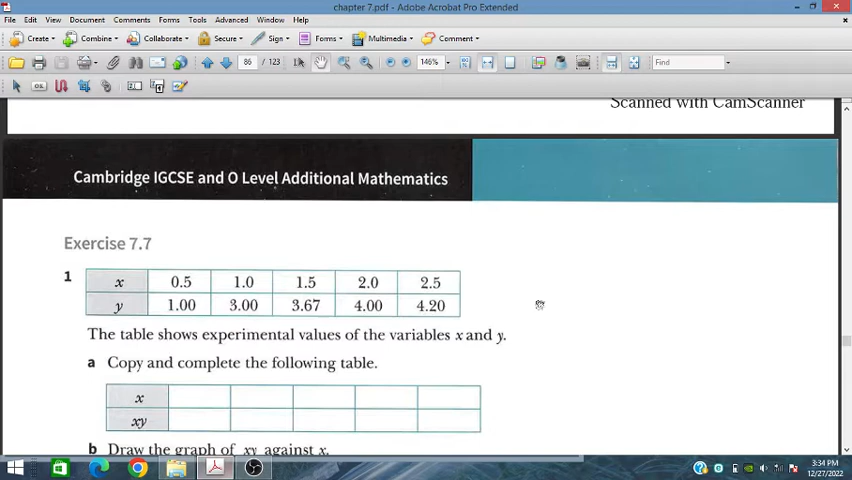 chapter 7.pdf - Adobe Acrobat Pro Extended
File Edit View Document Comments Forms Tools Advanced Window Help
Create Combine Collaborate Secure Sign Forms Multimedia Comment
86 / 123 146% Find
Scanned with CamScanner
Cambridge IGCSE and O Level Additional Mathematics
Exercise 7.7
1 x 0.5 1.0 1.5 2.0 2.5
y 1.00 3.00 3.67 4.00 4.20
The table shows experimental values of the variables x and y.
a Copy and complete the following table.
x
xy
b Draw the graph of xy against x.
3:34 PM
12/27/2022